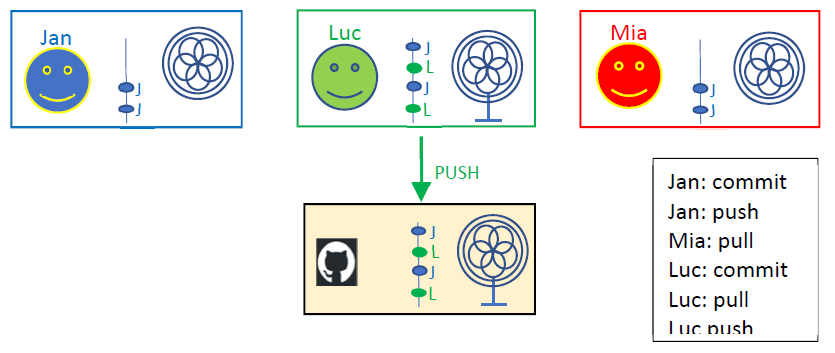 Jan
J
J
Luc
J
L
J
L
Mia
J
J
PUSH
J
L
J
L
Jan: commit
Jan: push
Mia: pull
Luc: commit
Luc: pull
Luc push